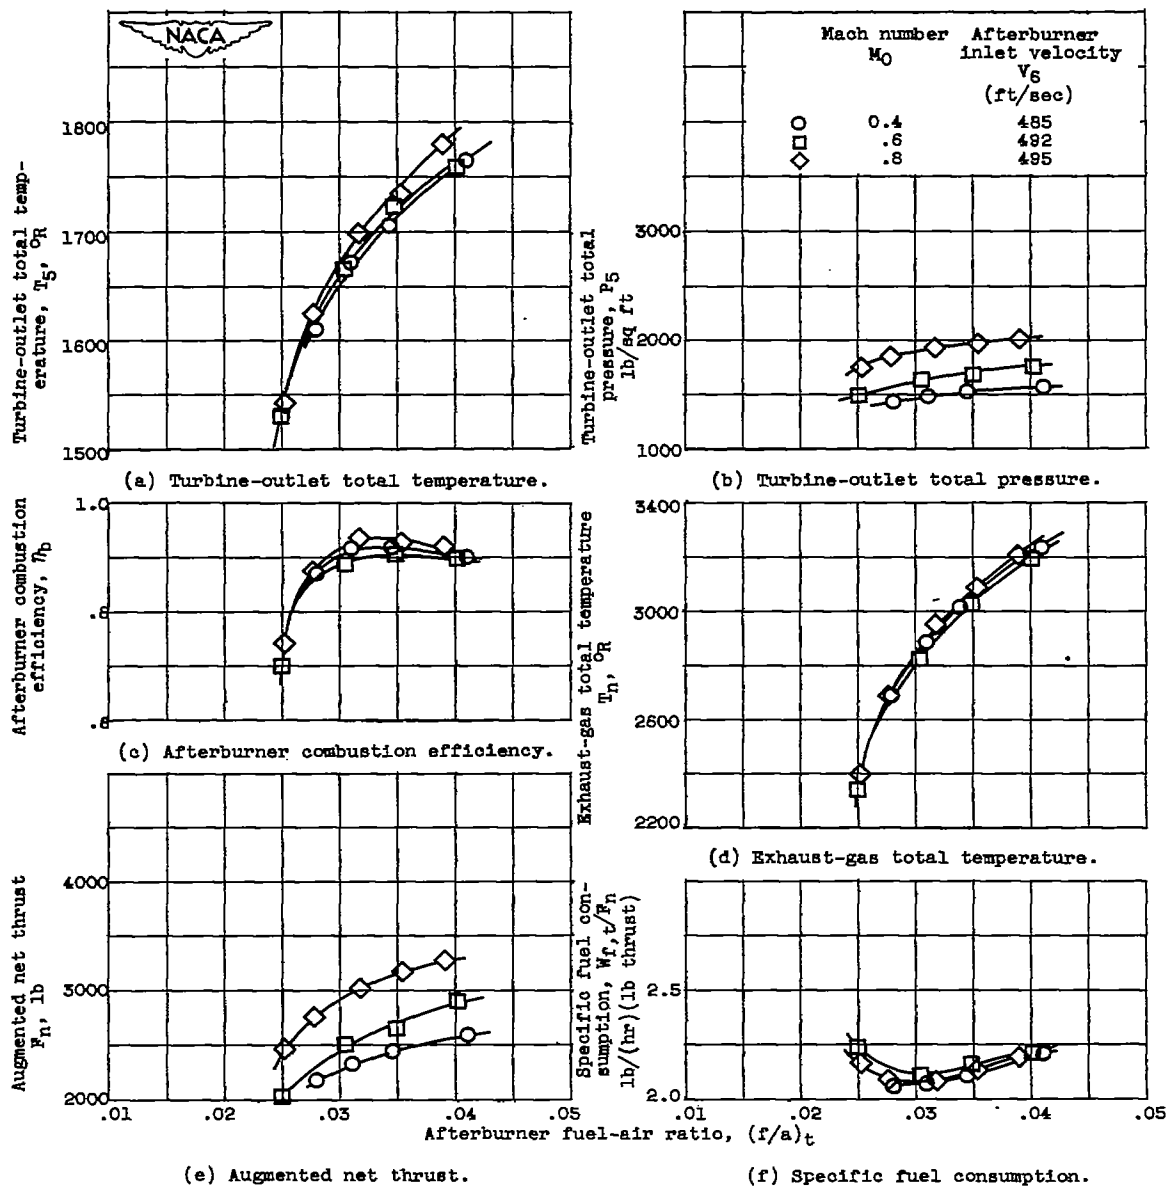 NACA
Mach number
M0
Afterburner
inlet velocity
V6
(ft/sec)
0.4 485
.6 492
.8 495
Turbine-outlet total temp-
erature, T5, °R
1800
1700
1600
1500
(a) Turbine-outlet total temperature.
Turbine-outlet total
pressure, P5
lb/sq ft
3000
2000
1000
(b) Turbine-outlet total pressure.
Afterburner combustion
efficiency, ηb
1.0
.8
.6
(c) Afterburner combustion efficiency.
Exhaust-gas total temperature
Tn, °R
3400
3000
2600
2200
(d) Exhaust-gas total temperature.
Augmented net thrust
Fn, lb
4000
3000
2000
.01 .02 .03 .04 .05
(e) Augmented net thrust.
Specific fuel con-
sumption, Wf,t/Fn
lb/(hr)(lb thrust)
2.5
2.0
.01 .02 .03 .04 .05
Afterburner fuel-air ratio, (f/a)t
(f) Specific fuel consumption.